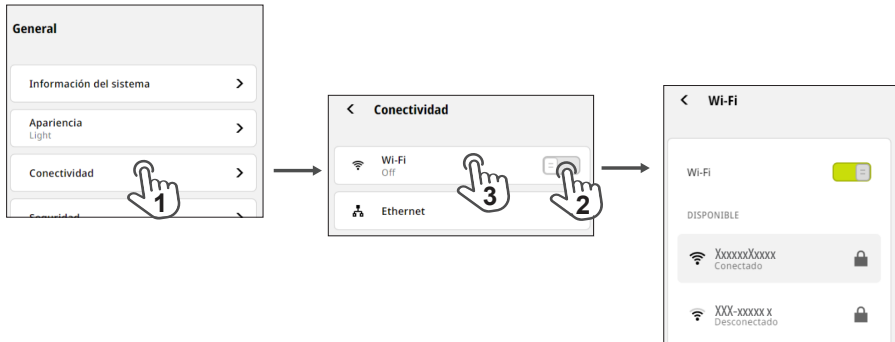 General
Información del sistema
Apariencia
Light
Conectividad
1
Seguridad
Conectividad
Wi-Fi
Off
3
2
Ethernet
Wi-Fi
Wi-Fi
DISPONIBLE
XxxxxxXxxxx
Conectado
XXX-xxxxx x
Desconectado